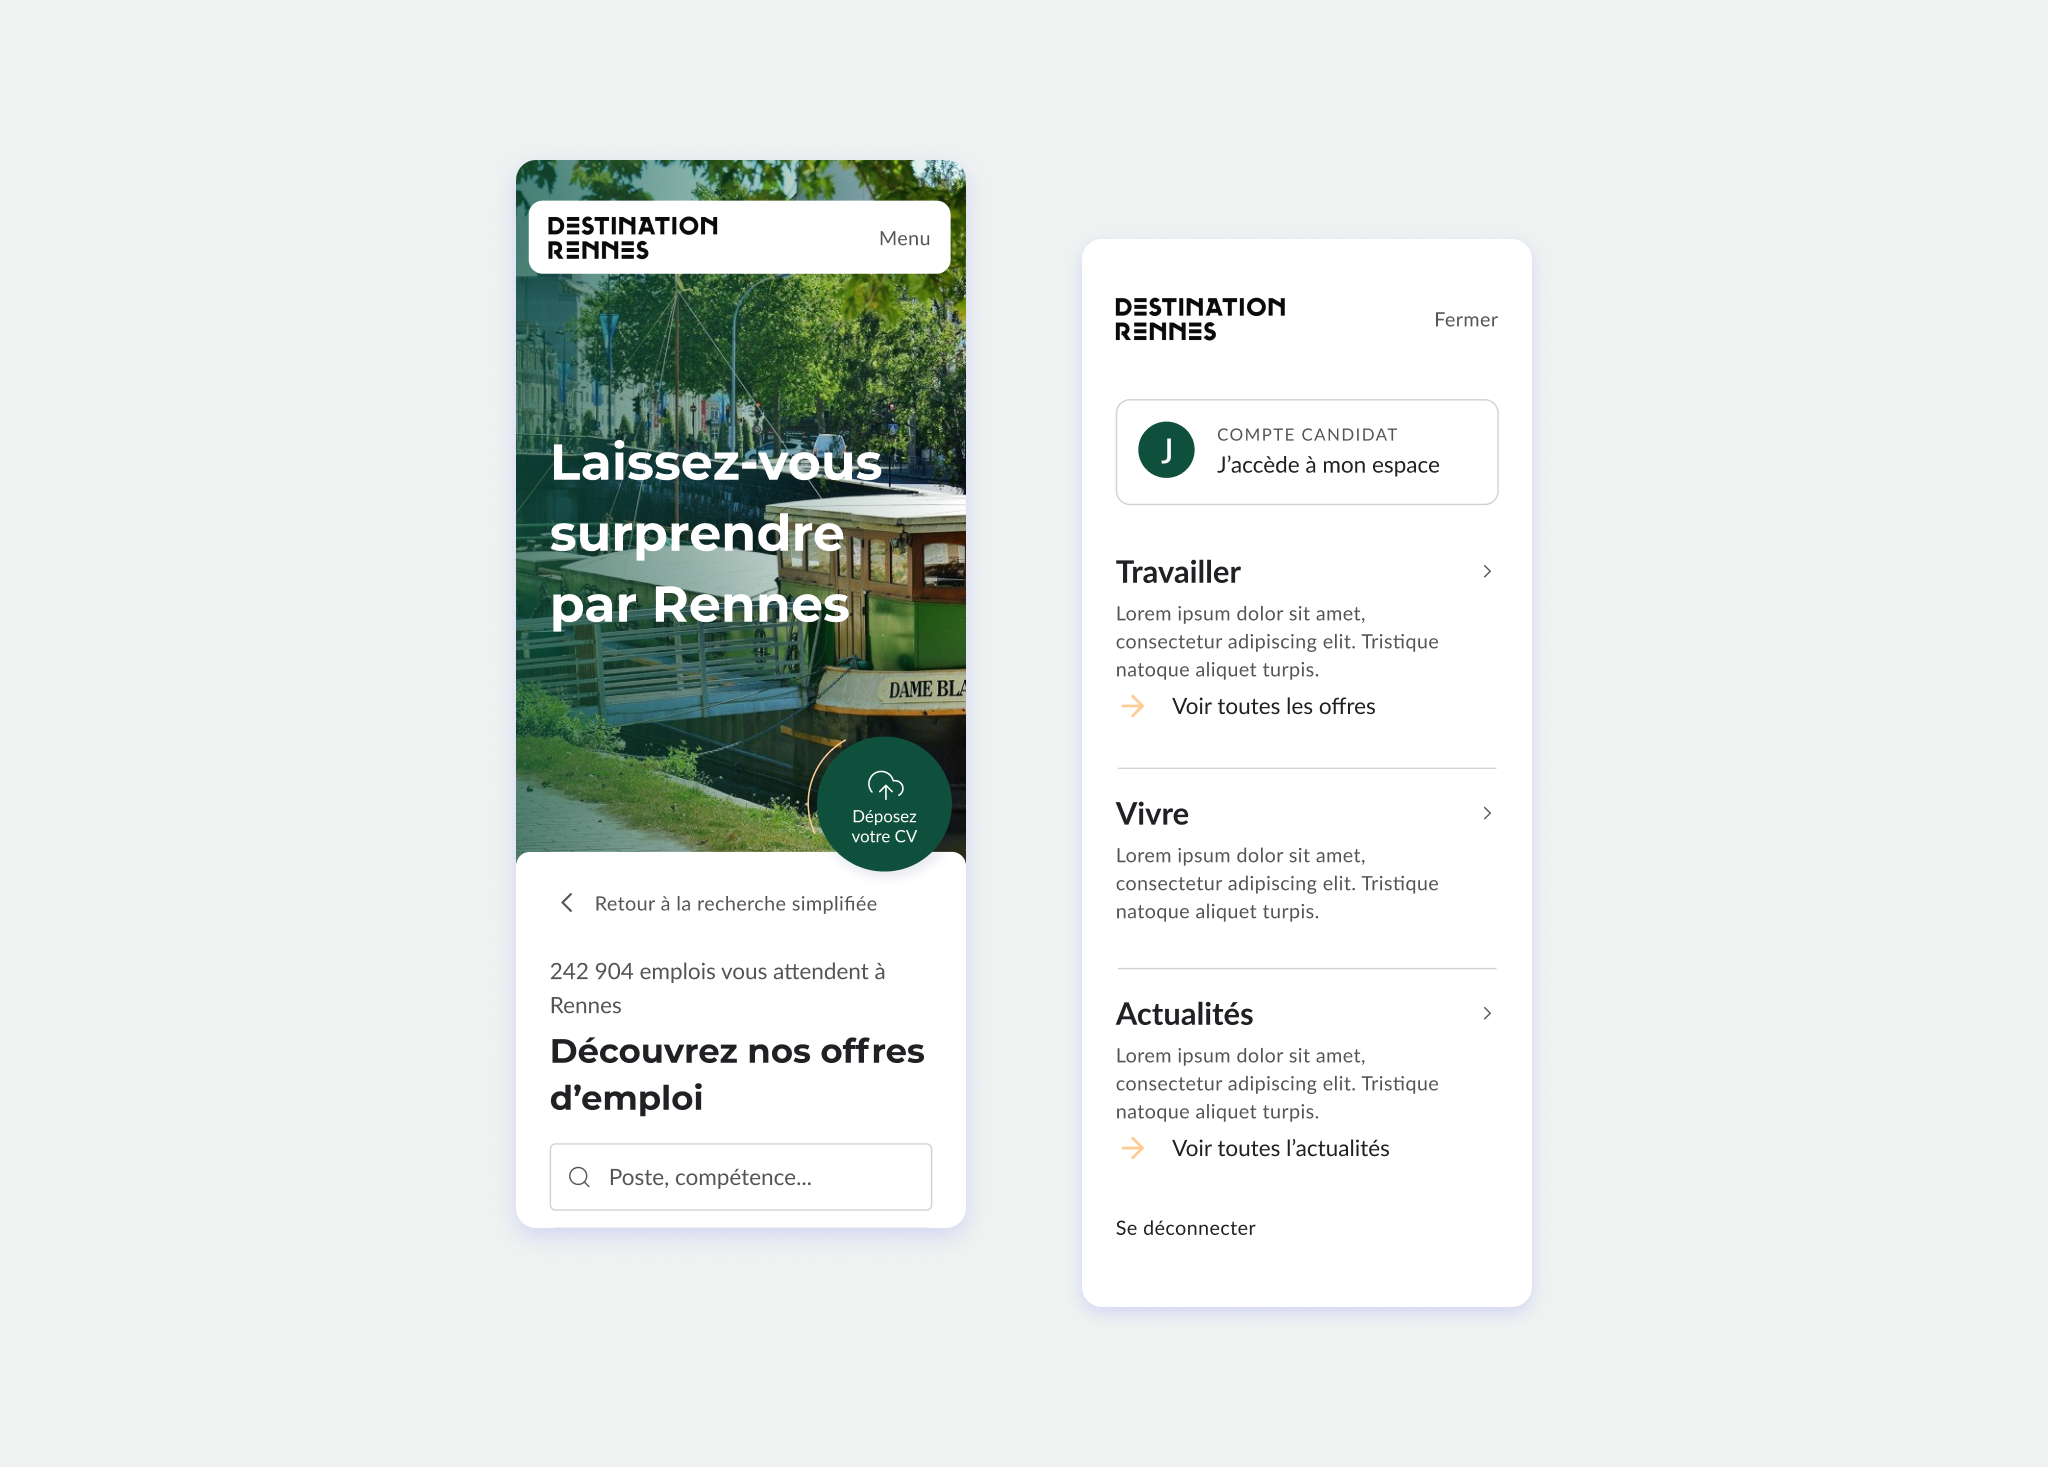 DESTINATION
RENNES
Menu
Laissez-vous
surprendre
par Rennes
DAME BLA
Déposez
votre CV
Retour à la recherche simplifiée
242 904 emplois vous attendent à
Rennes
Découvrez nos offres
d’emploi
Poste, compétence...
DESTINATION
RENNES
Fermer
J
COMPTE CANDIDAT
J’accède à mon espace
Travailler
Lorem ipsum dolor sit amet,
consectetur adipiscing elit. Tristique
natoque aliquet turpis.
Voir toutes les offres
Vivre
Lorem ipsum dolor sit amet,
consectetur adipiscing elit. Tristique
natoque aliquet turpis.
Actualités
Lorem ipsum dolor sit amet,
consectetur adipiscing elit. Tristique
natoque aliquet turpis.
Voir toutes l’actualités
Se déconnecter